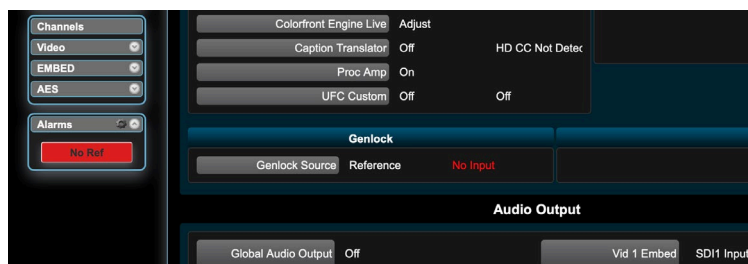 Channels
Video
EMBED
AES
Alarms
No Ref
Colorfront Engine Live Adjust
Caption Translator Off HD CC Not Detec
Proc Amp On
UFC Custom Off Off
Genlock
Genlock Source Reference No Input
Audio Output
Global Audio Output Off Vid 1 Embed SDI1 Input